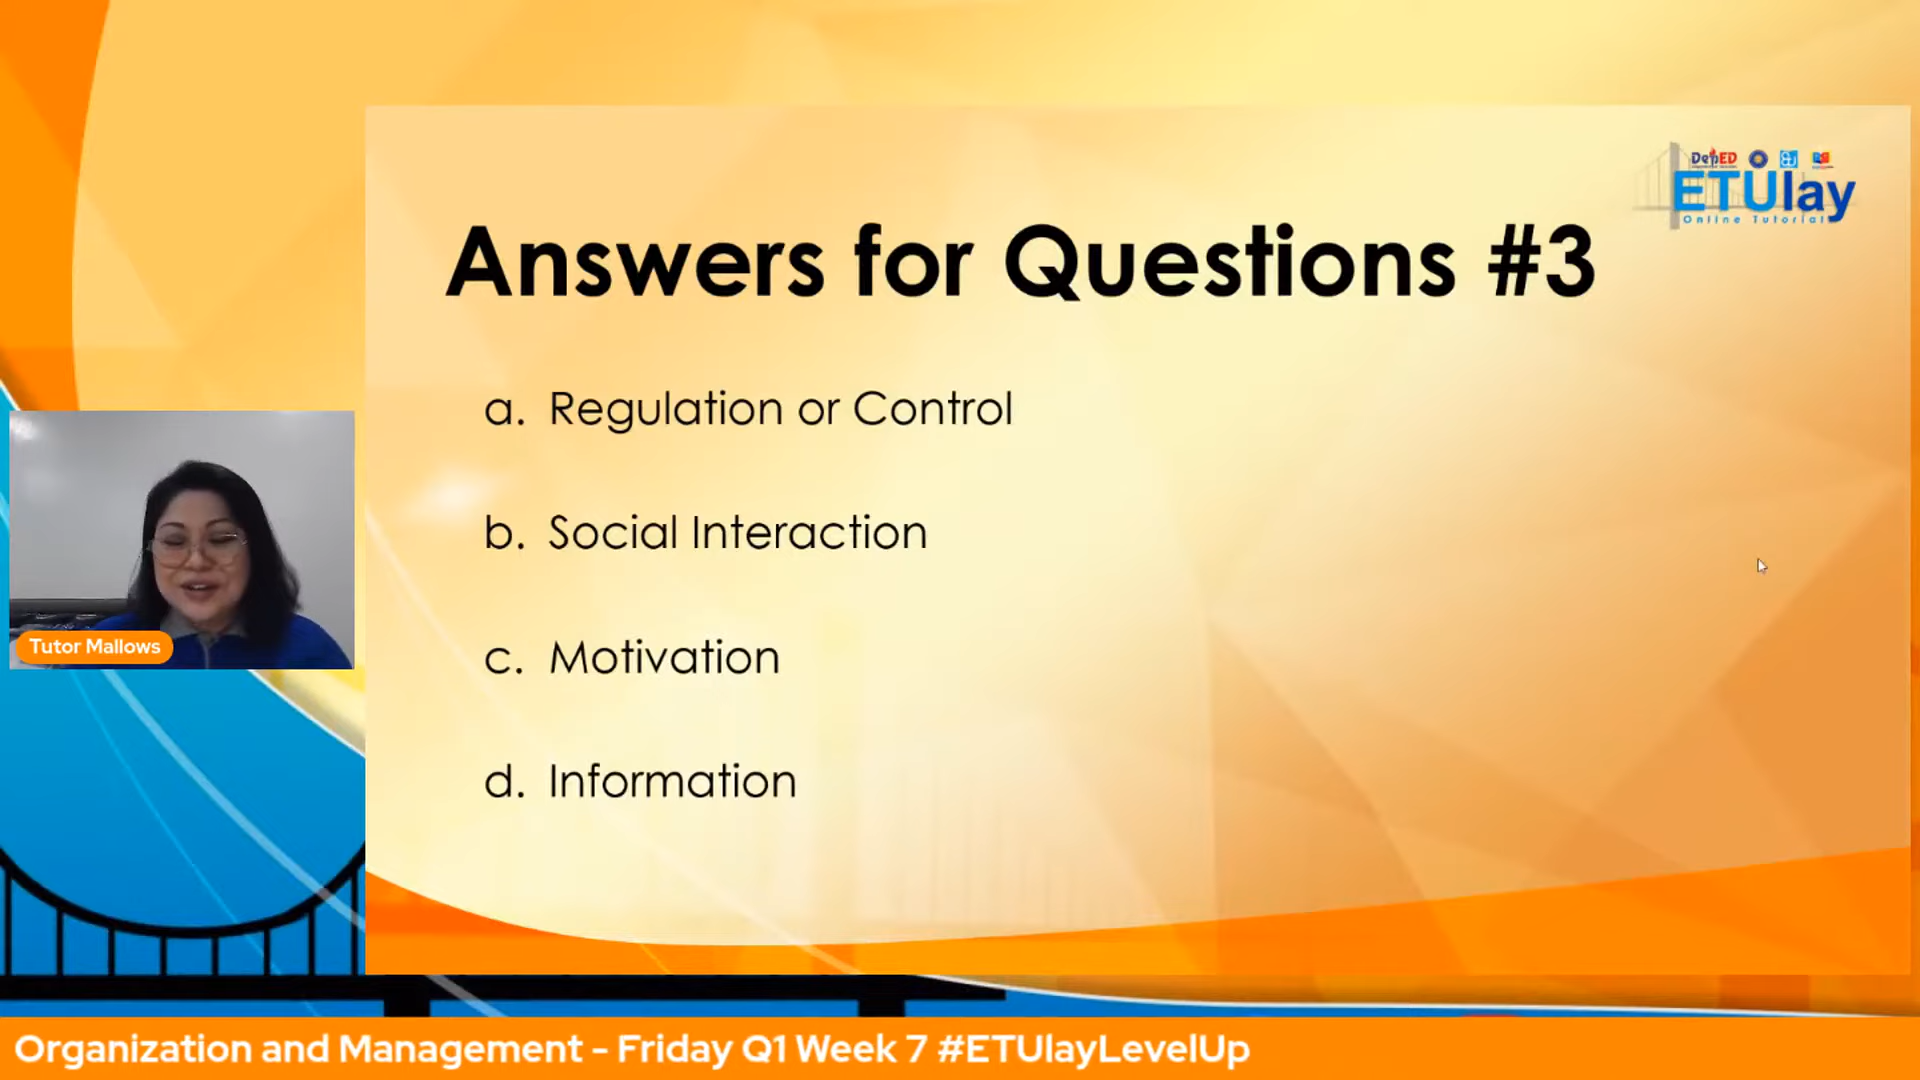 DepED
ETUlay
Online Tutorial
Answers for Questions #3
a. Regulation or Control
b. Social Interaction
c. Motivation
d. Information
Tutor Mallows
Organization and Management - Friday Q1 Week 7 #ETUlayLevelUp